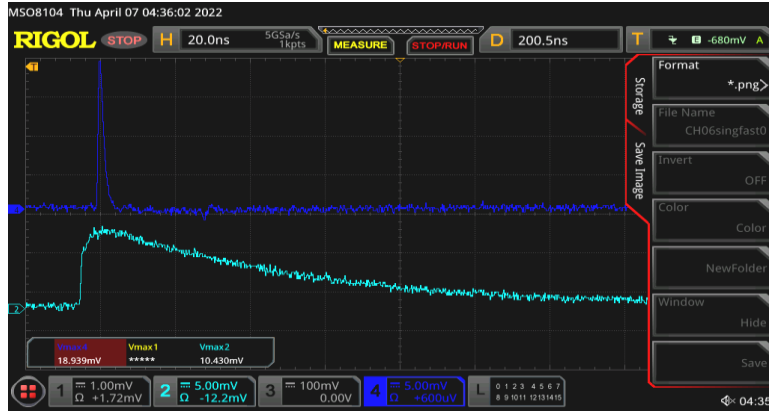 MSO8104 Thu April 07 04:36:02 2022
RIGOL STOP H 20.0ns 5GSa/s 1kpts MEASURE STOP/RUN D 200.5ns T E -680mV A
T
Storage
Save Image
Format
*.png>
File Name
CH06singfast0
Invert
OFF
Color
Color
NewFolder
Window
Hide
Save
2
Vmax1 Vmax2
18.939mV ***** 10.430mV
1 1.00mV Ω +1.72mV
2 5.00mV Ω -12.2mV
3 100mV 0.00V
4 5.00mV Ω +600uV
L 0 1 2 3 4 5 6 7
8 9 10 11 12 13 14 15
04:35